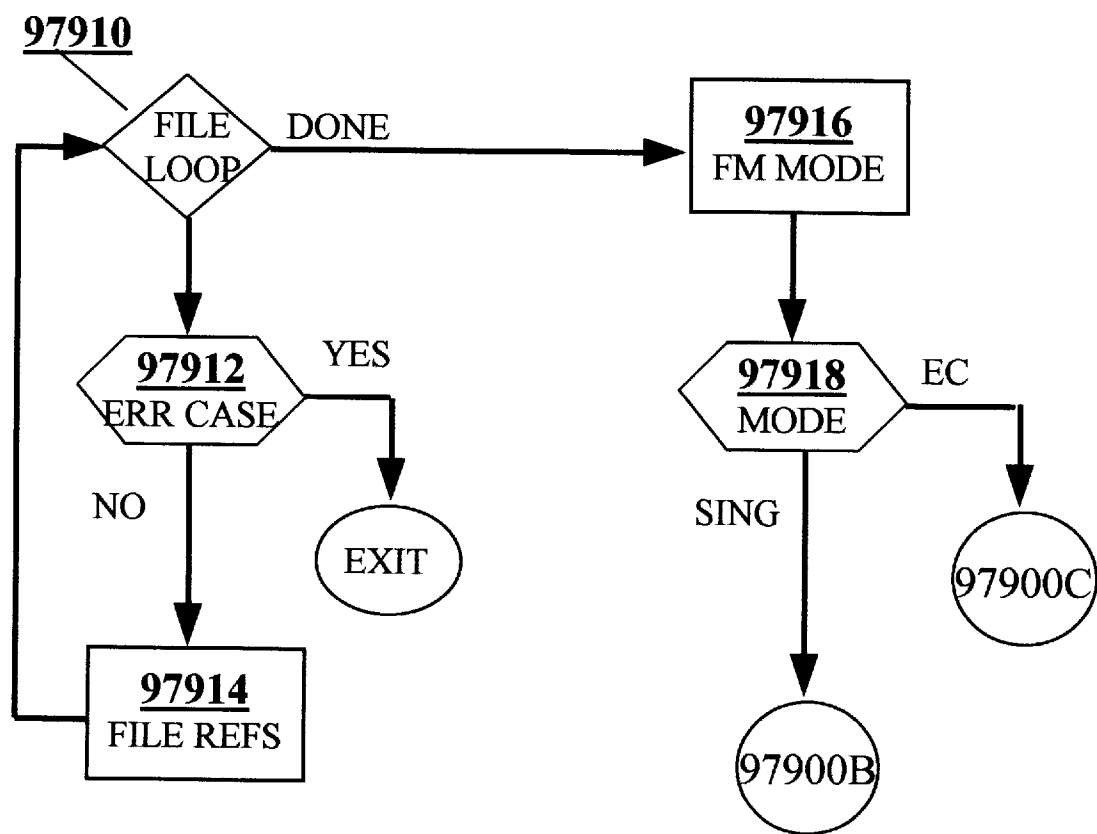 97910
FILE
LOOP
DONE
97916
FM MODE
97912
ERR CASE
YES
97918
MODE
EC
NO
EXIT
SING
97900C
97914
FILE REFS
97900B